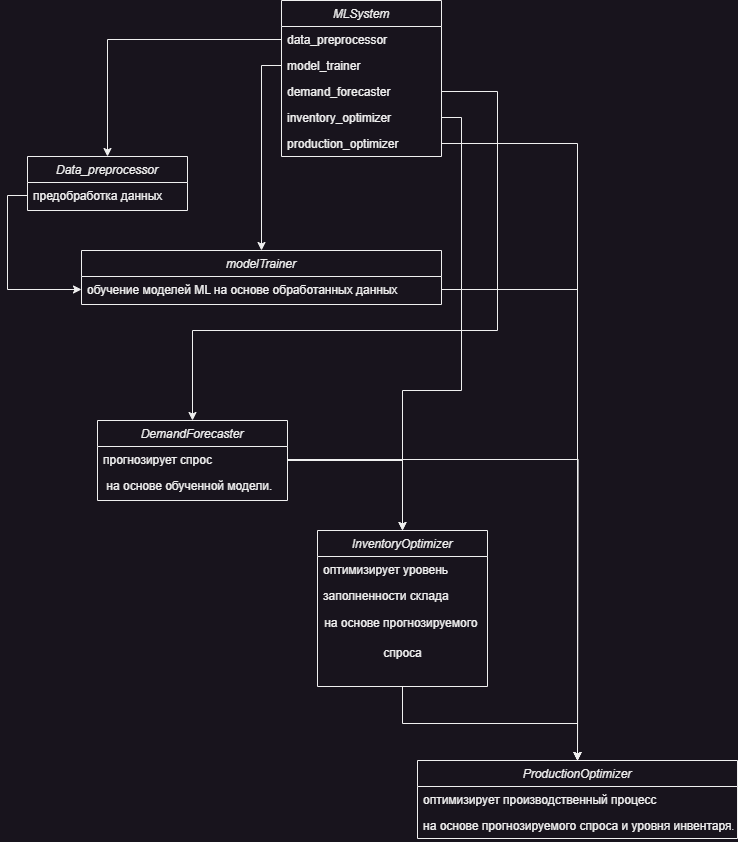 MLSystem
data_preprocessor
model_trainer
demand_forecaster
inventory_optimizer
production_optimizer
Data_preprocessor
предобработка данных
modelTrainer
обучение моделей ML на основе обработанных данных
DemandForecaster
прогнозирует спрос
на основе обученной модели.
InventoryOptimizer
оптимизирует уровень
заполненности склада
на основе прогнозируемого
спроса
ProductionOptimizer
оптимизирует производственный процесс
на основе прогнозируемого спроса и уровня инвентаря.